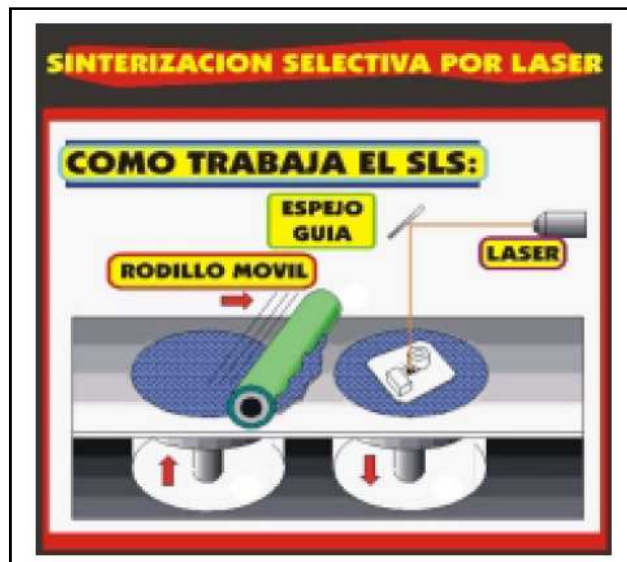 SINTERIZACION SELECTIVA POR LASER
COMO TRABAJA EL SLS:
ESPEJO
GUIA
LASER
RODILLO MOVIL